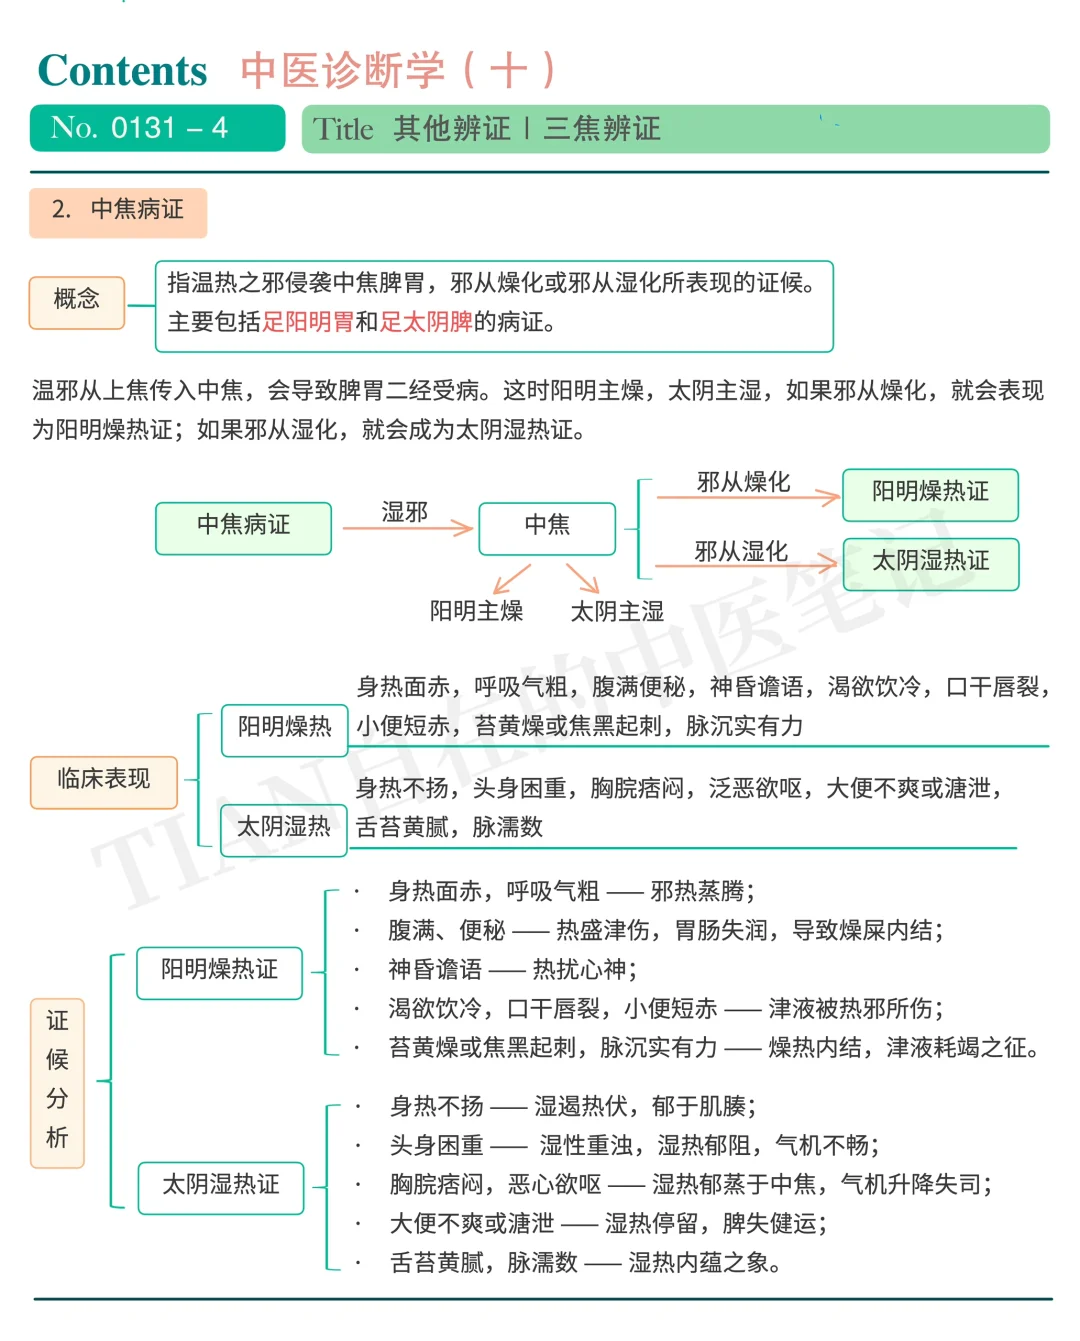 Contents 中医诊断学（十）
No. 0131 – 4
Title 其他辨证｜三焦辨证
2. 中焦病证
概念
指温热之邪侵袭中焦脾胃，邪从燥化或邪从湿化所表现的证候。
主要包括足阳明胃和足太阴脾的病证。
温邪从上焦传入中焦，会导致脾胃二经受病。这时阳明主燥，太阴主湿，如果邪从燥化，就会表现
为阳明燥热证；如果邪从湿化，就会成为太阴湿热证。
中焦病证
湿邪
中焦
邪从燥化
阳明燥热证
邪从湿化
太阴湿热证
阳明主燥
太阴主湿
临床表现
阳明燥热
身热面赤，呼吸气粗，腹满便秘，神昏谵语，渴欲饮冷，口干唇裂，
小便短赤，苔黄燥或焦黑起刺，脉沉实有力
太阴湿热
身热不扬，头身困重，胸脘痞闷，泛恶欲呕，大便不爽或溏泄，
舌苔黄腻，脉濡数
证候分析
阳明燥热证
· 身热面赤，呼吸气粗 —— 邪热蒸腾；
· 腹满、便秘 —— 热盛津伤，胃肠失润，导致燥屎内结；
· 神昏谵语 —— 热扰心神；
· 渴欲饮冷，口干唇裂，小便短赤 —— 津液被热邪所伤；
· 苔黄燥或焦黑起刺，脉沉实有力 —— 燥热内结，津液耗竭之征。
太阴湿热证
· 身热不扬 —— 湿遏热伏，郁于肌腠；
· 头身困重 —— 湿性重浊，湿热郁阻，气机不畅；
· 胸脘痞闷，恶心欲呕 —— 湿热郁蒸于中焦，气机升降失司；
· 大便不爽或溏泄 —— 湿热停留，脾失健运；
· 舌苔黄腻，脉濡数 —— 湿热内蕴之象。
TIAN自在的中医笔记